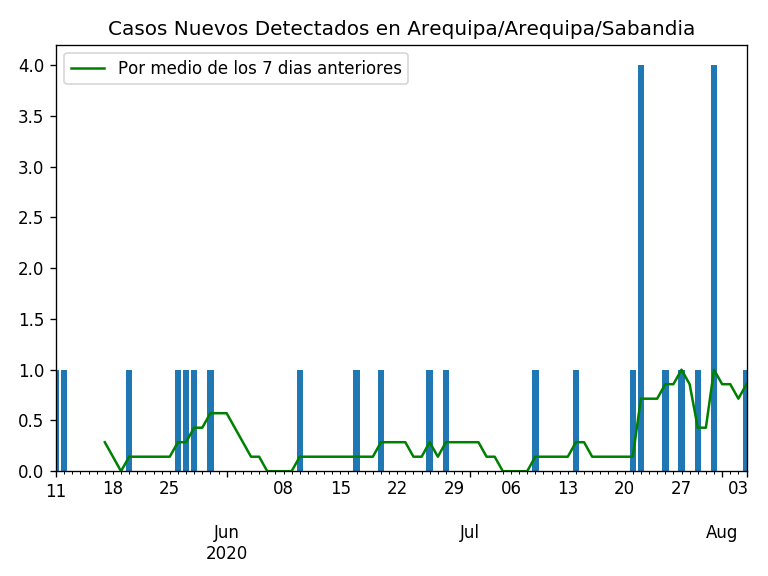 Casos Nuevos Detectados en Arequipa/Arequipa/Sabandia
Por medio de los 7 dias anteriores
4.0
3.5
3.0
2.5
2.0
1.5
1.0
0.5
0.0
11 18 25 08 15 22 29 06 13 20 27 03
Jun Jul Aug
2020